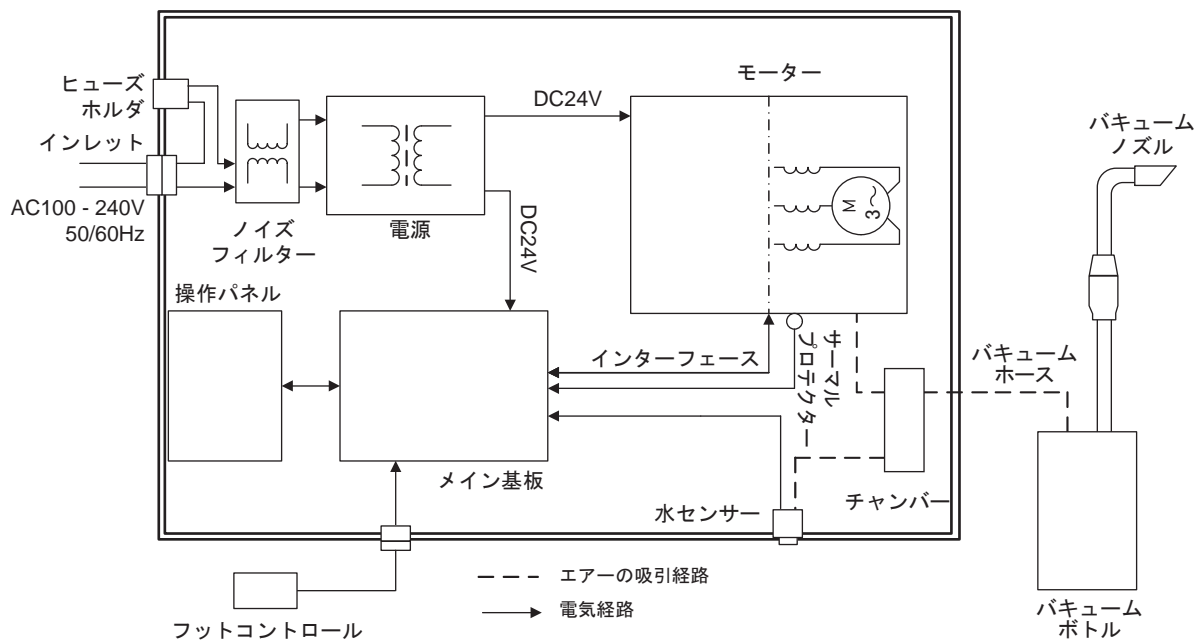 ヒューズ
ホルダ
インレット
AC100 - 240V
50/60Hz
ノイズ
フィルター
電源
DC24V
DC24V
モーター
M
3~
バキューム
ノズル
操作パネル
インターフェース
サーマル
プロテクター
バキューム
ホース
メイン基板
水センサー
チャンバー
フットコントロール
エアーの吸引経路
電気経路
バキューム
ボトル